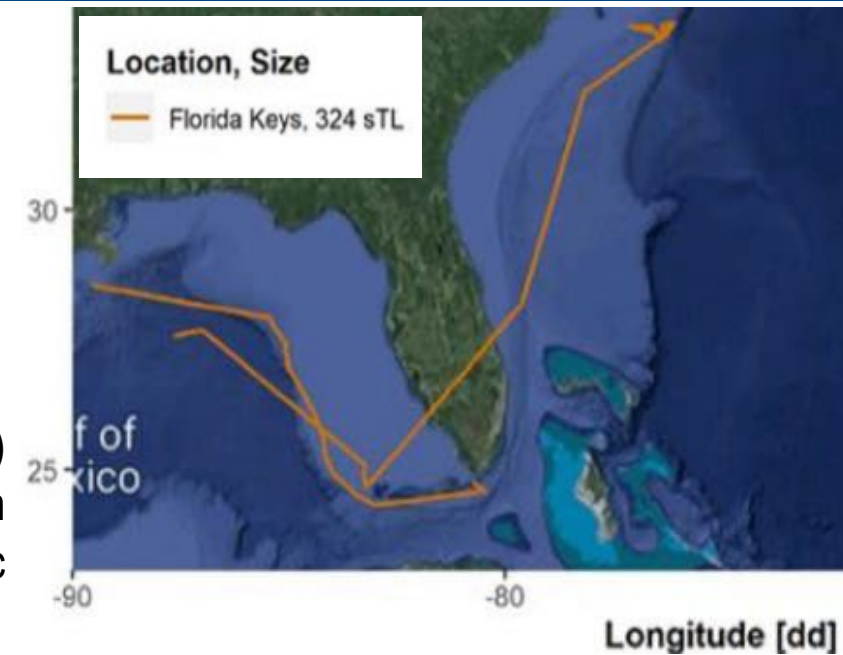 Location, Size
Florida Keys, 324 sTL
30
f of
25
xico
)
n
c
-90
-80
Longitude [dd]